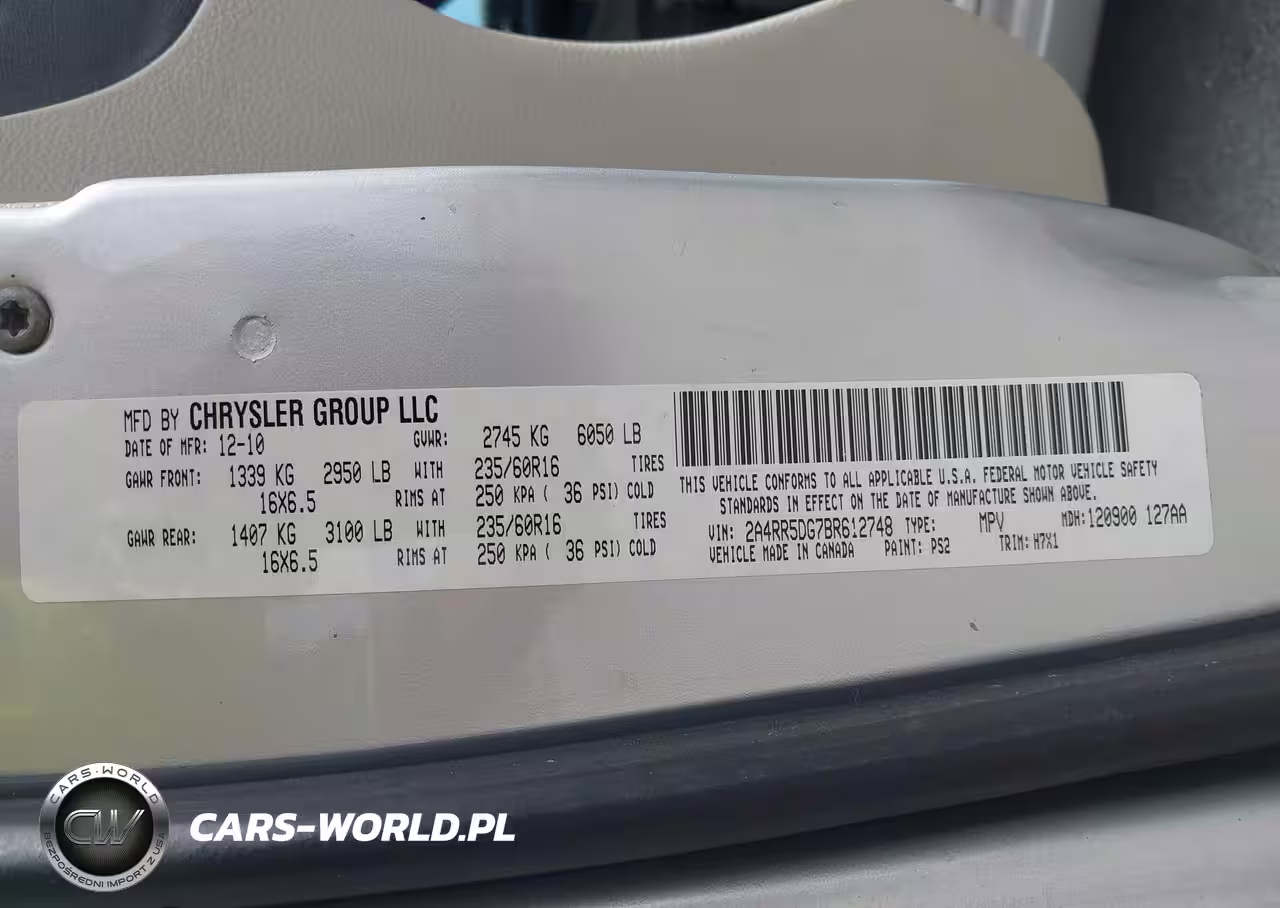 MFD BY CHRYSLER GROUP LLC
DATE OF MFR: 12-10 GVWR: 2745 KG 6050 LB
GAWR FRONT: 1339 KG 2950 LB WITH 235/60R16 TIRES
16X6.5 RIMS AT 250 KPA ( 36 PSI) COLD
GAWR REAR: 1407 KG 3100 LB WITH 235/60R16 TIRES
16X6.5 RIMS AT 250 KPA ( 36 PSI) COLD
THIS VEHICLE CONFORMS TO ALL APPLICABLE U.S.A. FEDERAL MOTOR VEHICLE SAFETY
STANDARDS IN EFFECT ON THE DATE OF MANUFACTURE SHOWN ABOVE.
VIN: 2A4RR5DG7BR612748 TYPE: MPV MDH:120900 127AA
VEHICLE MADE IN CANADA PAINT: PS2 TRIM: H7X1
CARS-WORLD
CW
BEZPOŚREDNI IMPORT Z USA
CARS-WORLD.PL